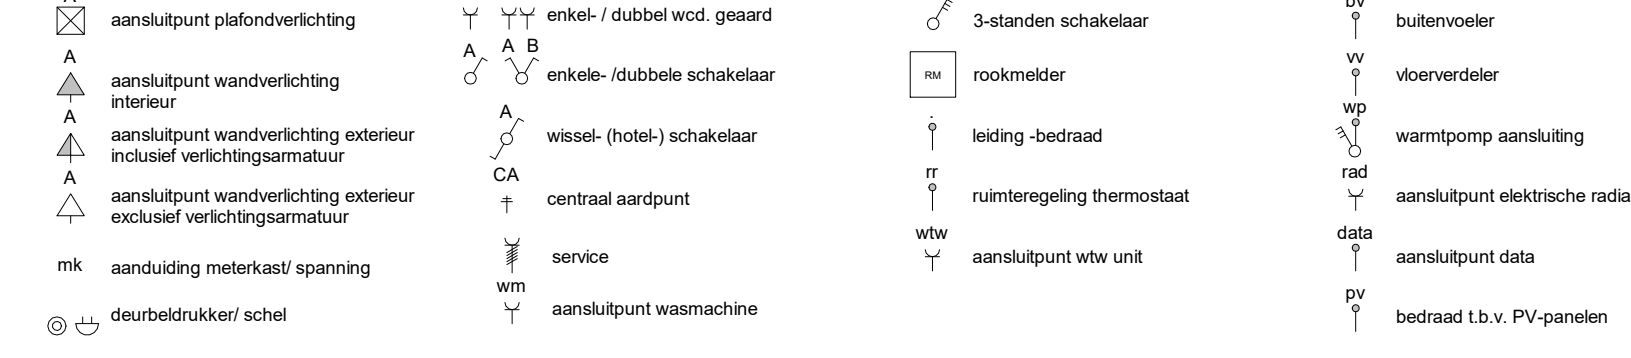 aansluitpunt plafondverlichting
A
aansluitpunt wandverlichting
interieur
A
aansluitpunt wandverlichting exterieur
inclusief verlichtingsarmatuur
A
aansluitpunt wandverlichting exterieur
exclusief verlichtingsarmatuur
mk aanduiding meterkast/ spanning
deurbeldrukker/ schel
enkel- / dubbel wcd. geaard
A A B
enkele- /dubbele schakelaar
A
wissel- (hotel-) schakelaar
CA
centraal aardpunt
service
wm
aansluitpunt wasmachine
3-standen schakelaar
RM rookmelder
.
leiding -bedraad
rr
ruimteregeling thermostaat
wtw
aansluitpunt wtw unit
bv
buitenvoeler
vv
vloerverdeler
wp
warmtpomp aansluiting
rad
aansluitpunt elektrische radia
data
aansluitpunt data
pv
bedraad t.b.v. PV-panelen